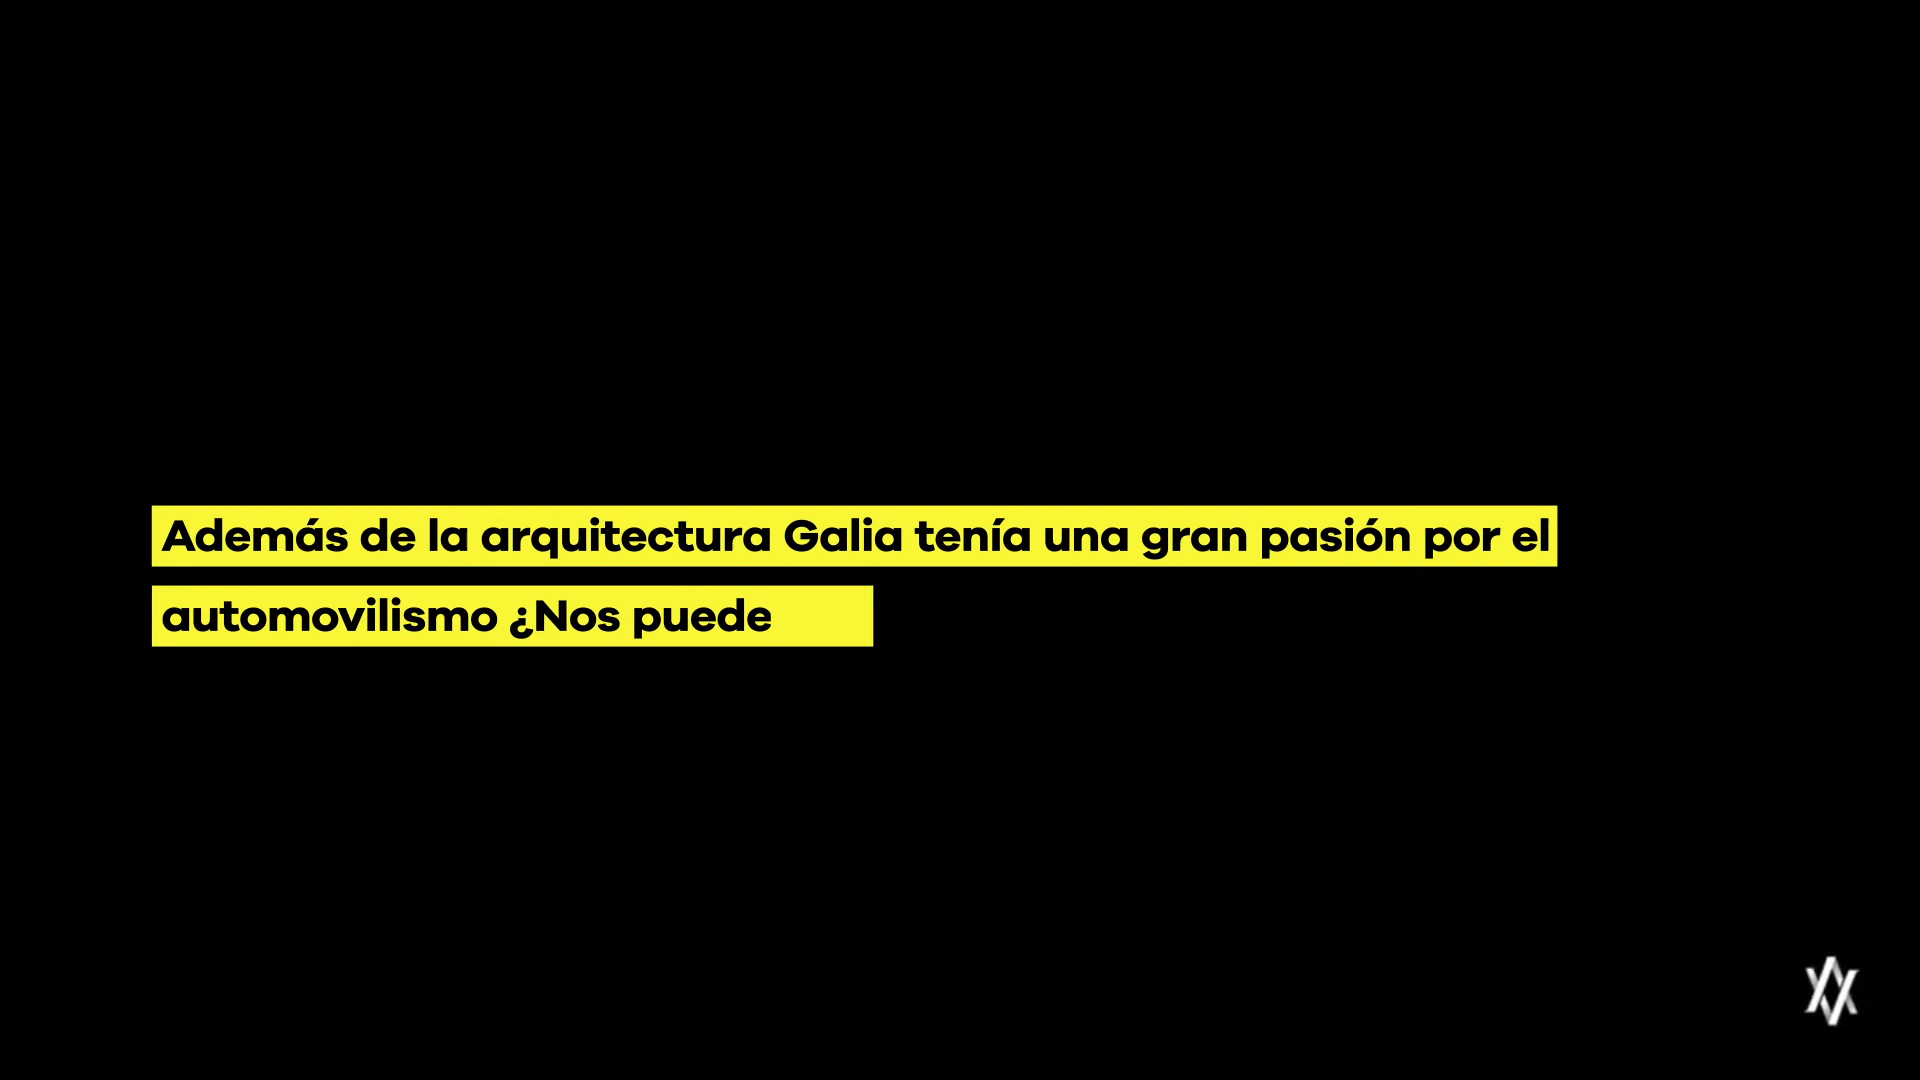 Además de la arquitectura Galia tenía una gran pasión por el
automovilismo ¿Nos puede